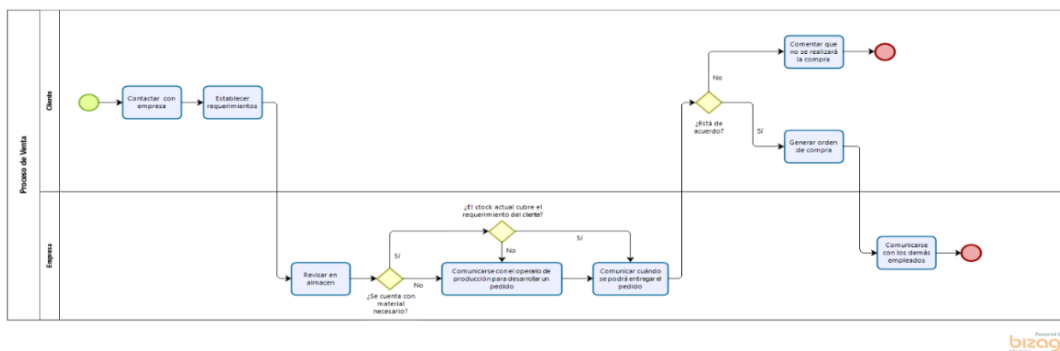 Proceso de Venta
Cliente
Contactar con
empresa
Establecer
requerimientos
¿Está de
acuerdo?
No
Sí
Comentar que
no se realizará
la compra
Generar orden
de compra
Empresa
Revisar en
almacen
¿Se cuenta con
material
necesario?
Sí
No
¿El stock actual cubre el
requerimiento del cliente?
No
Sí
Comunicarse con el operario de
producción para desarrollar un
pedido
Comunicar cuándo
se podrá entregar el
pedido
Comunicarse
con los demás
empleados
bizag